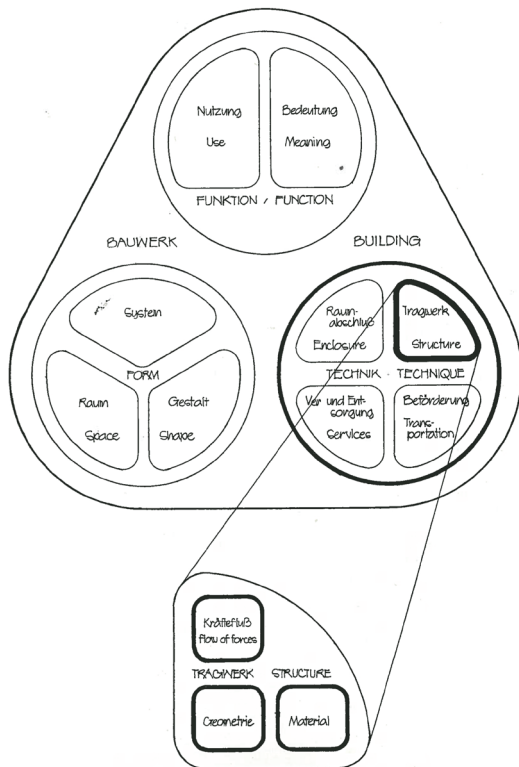 Nutzung
Use
Bedeutung
Meaning
FUNKTION / FUNCTION
BAUWERK
BUILDING
System
FORM
Raum
Space
Gestalt
Shape
Raum-
abschluß
Enclosure
Tragwerk
Structure
TECHNIK - TECHNIQUE
Ver und Ent-
sorgung
Services
Beförderung
Trans-
portation
Kräftefluß
flow of forces
TRAGWERK STRUCTURE
Geometrie
Material